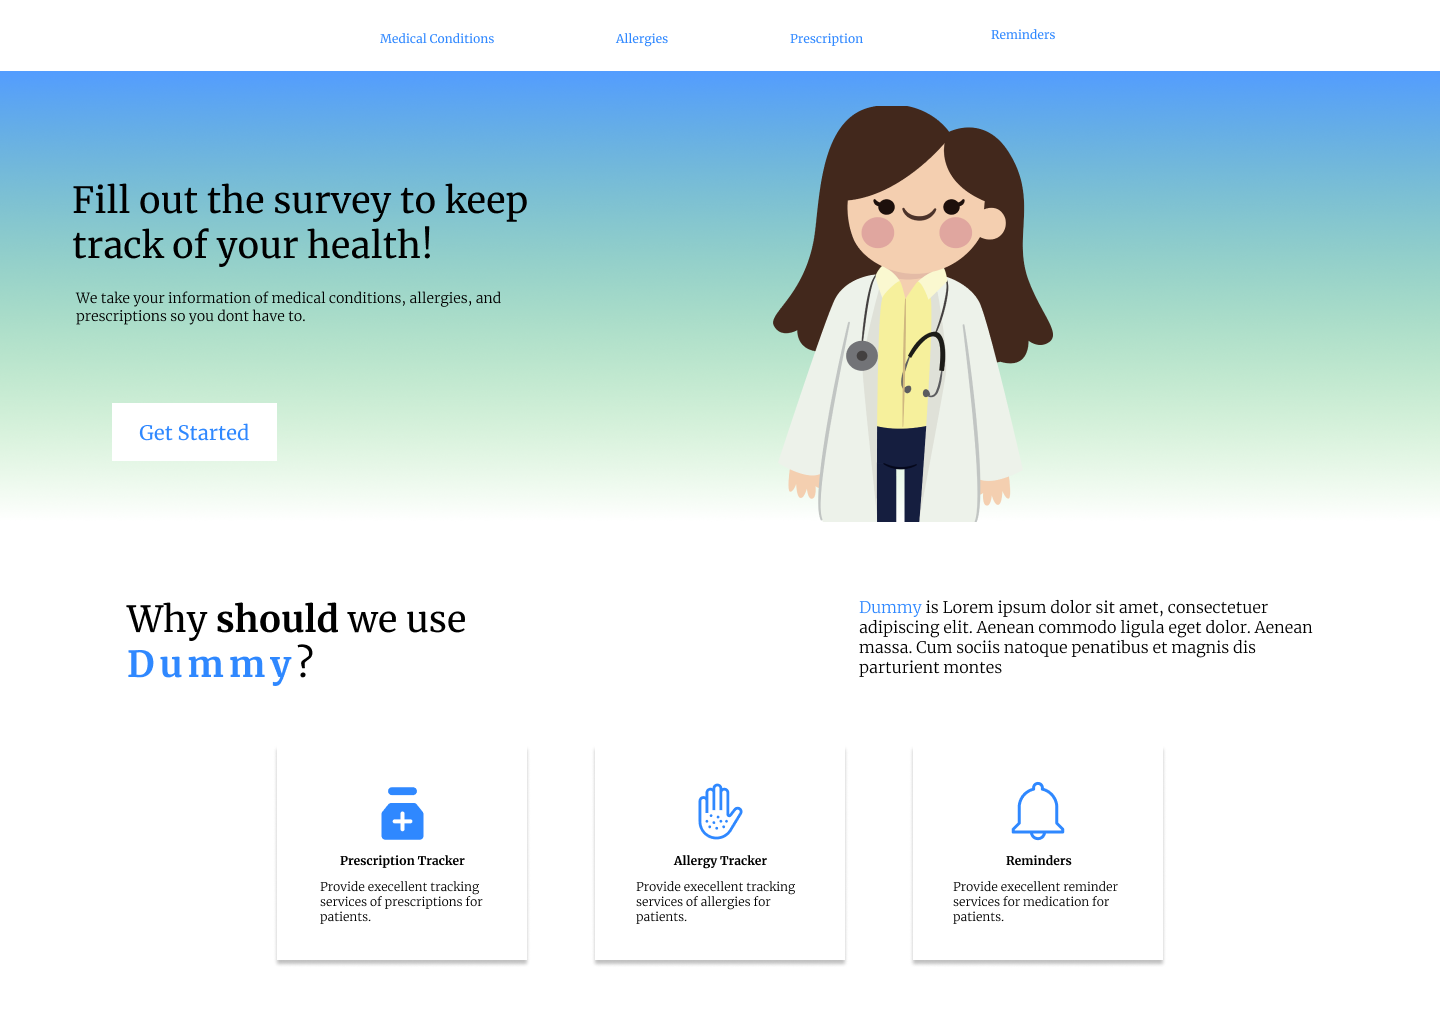 Medical Conditions
Allergies
Prescription
Reminders
Fill out the survey to keep
track of your health!
We take your information of medical conditions, allergies, and
prescriptions so you dont have to.
Get Started
Why should we use
Dummy?
Dummy is Lorem ipsum dolor sit amet, consectetuer
adipiscing elit. Aenean commodo ligula eget dolor. Aenean
massa. Cum sociis natoque penatibus et magnis dis
parturient montes
Prescription Tracker
Provide execellent tracking
services of prescriptions for
patients.
Allergy Tracker
Provide execellent tracking
services of allergies for
patients.
Reminders
Provide execellent reminder
services for medication for
patients.